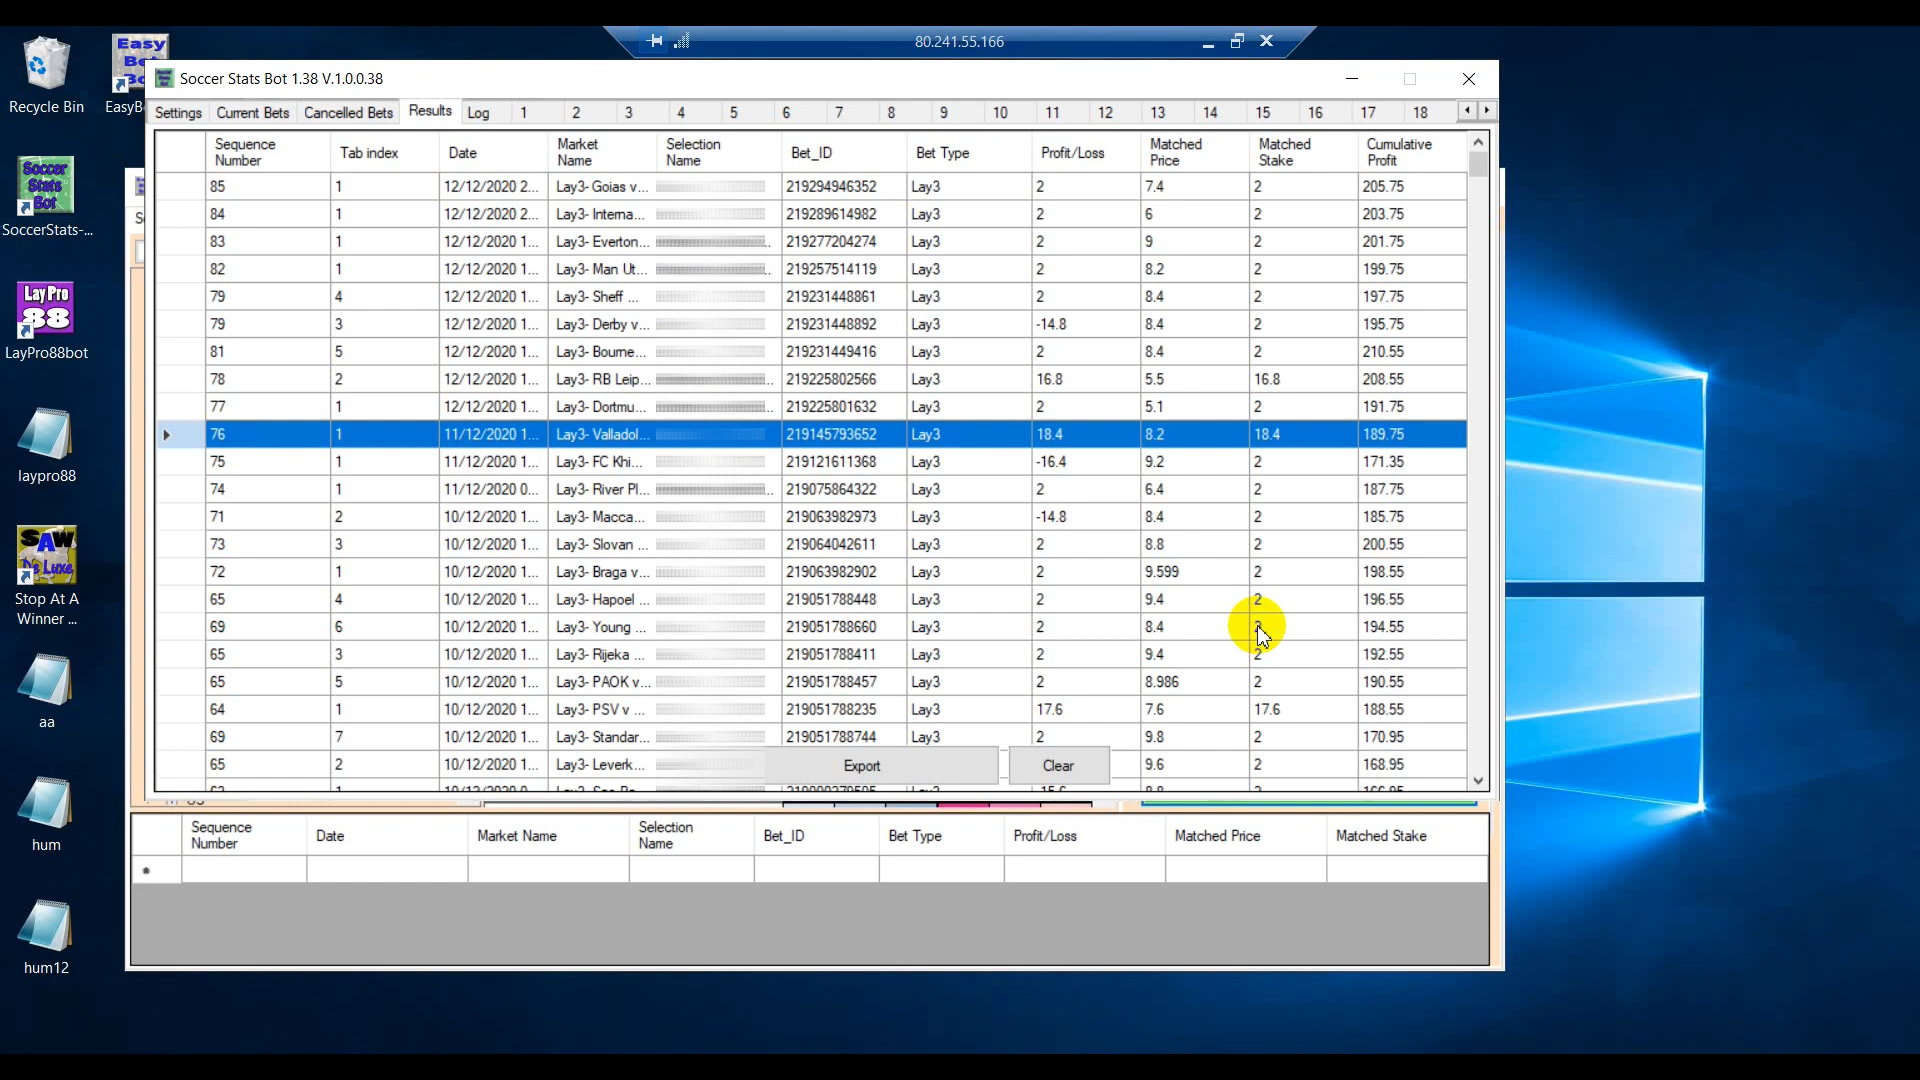 80.241.55.166
Recycle Bin
Easy
EasyB
Soccer
Stats
Bot
SoccerStats-...
LayPro
88
LayPro88bot
laypro88
SAW
De Luxe
Stop At A
Winner ...
aa
hum
hum12
Soccer Stats Bot 1.38 V.1.0.0.38
Settings Current Bets Cancelled Bets Results Log 1 2 3 4 5 6 7 8 9 10 11 12 13 14 15 16 17 18
Sequence Number Tab index Date Market Name Selection Name Bet_ID Bet Type Profit/Loss Matched Price Matched Stake Cumulative Profit
85 1 12/12/2020 2... Lay3- Goias v... 219294946352 Lay3 2 7.4 2 205.75
84 1 12/12/2020 2... Lay3- Interna... 219289614982 Lay3 2 6 2 203.75
83 1 12/12/2020 1... Lay3- Everton... 219277204274 Lay3 2 9 2 201.75
82 1 12/12/2020 1... Lay3- Man Ut... 219257514119 Lay3 2 8.2 2 199.75
79 4 12/12/2020 1... Lay3- Sheff ... 219231448861 Lay3 2 8.4 2 197.75
79 3 12/12/2020 1... Lay3- Derby v... 219231448892 Lay3 -14.8 8.4 2 195.75
81 5 12/12/2020 1... Lay3- Bourne... 219231449416 Lay3 2 8.4 2 210.55
78 2 12/12/2020 1... Lay3- RB Leip... 219225802566 Lay3 16.8 5.5 16.8 208.55
77 1 12/12/2020 1... Lay3- Dortmu... 219225801632 Lay3 2 5.1 2 191.75
76 1 11/12/2020 1... Lay3- Valladol... 219145793652 Lay3 18.4 8.2 18.4 189.75
75 1 11/12/2020 1... Lay3- FC Khi... 219121611368 Lay3 -16.4 9.2 2 171.35
74 1 11/12/2020 0... Lay3- River Pl... 219075864322 Lay3 2 6.4 2 187.75
71 2 10/12/2020 1... Lay3- Macca... 219063982973 Lay3 -14.8 8.4 2 185.75
73 3 10/12/2020 1... Lay3- Slovan ... 219064042611 Lay3 2 8.8 2 200.55
72 1 10/12/2020 1... Lay3- Braga v... 219063982902 Lay3 2 9.599 2 198.55
65 4 10/12/2020 1... Lay3- Hapoel ... 219051788448 Lay3 2 9.4 2 196.55
69 6 10/12/2020 1... Lay3- Young ... 219051788660 Lay3 2 8.4 2 194.55
65 3 10/12/2020 1... Lay3- Rijeka ... 219051788411 Lay3 2 9.4 2 192.55
65 5 10/12/2020 1... Lay3- PAOK v... 219051788457 Lay3 2 8.986 2 190.55
64 1 10/12/2020 1... Lay3- PSV v ... 219051788235 Lay3 17.6 7.6 17.6 188.55
69 7 10/12/2020 1... Lay3- Standar... 219051788744 Lay3 2 9.8 2 170.95
65 2 10/12/2020 1... Lay3- Leverk... 9.6 2 168.95
Export Clear
Sequence Number Date Market Name Selection Name Bet_ID Bet Type Profit/Loss Matched Price Matched Stake